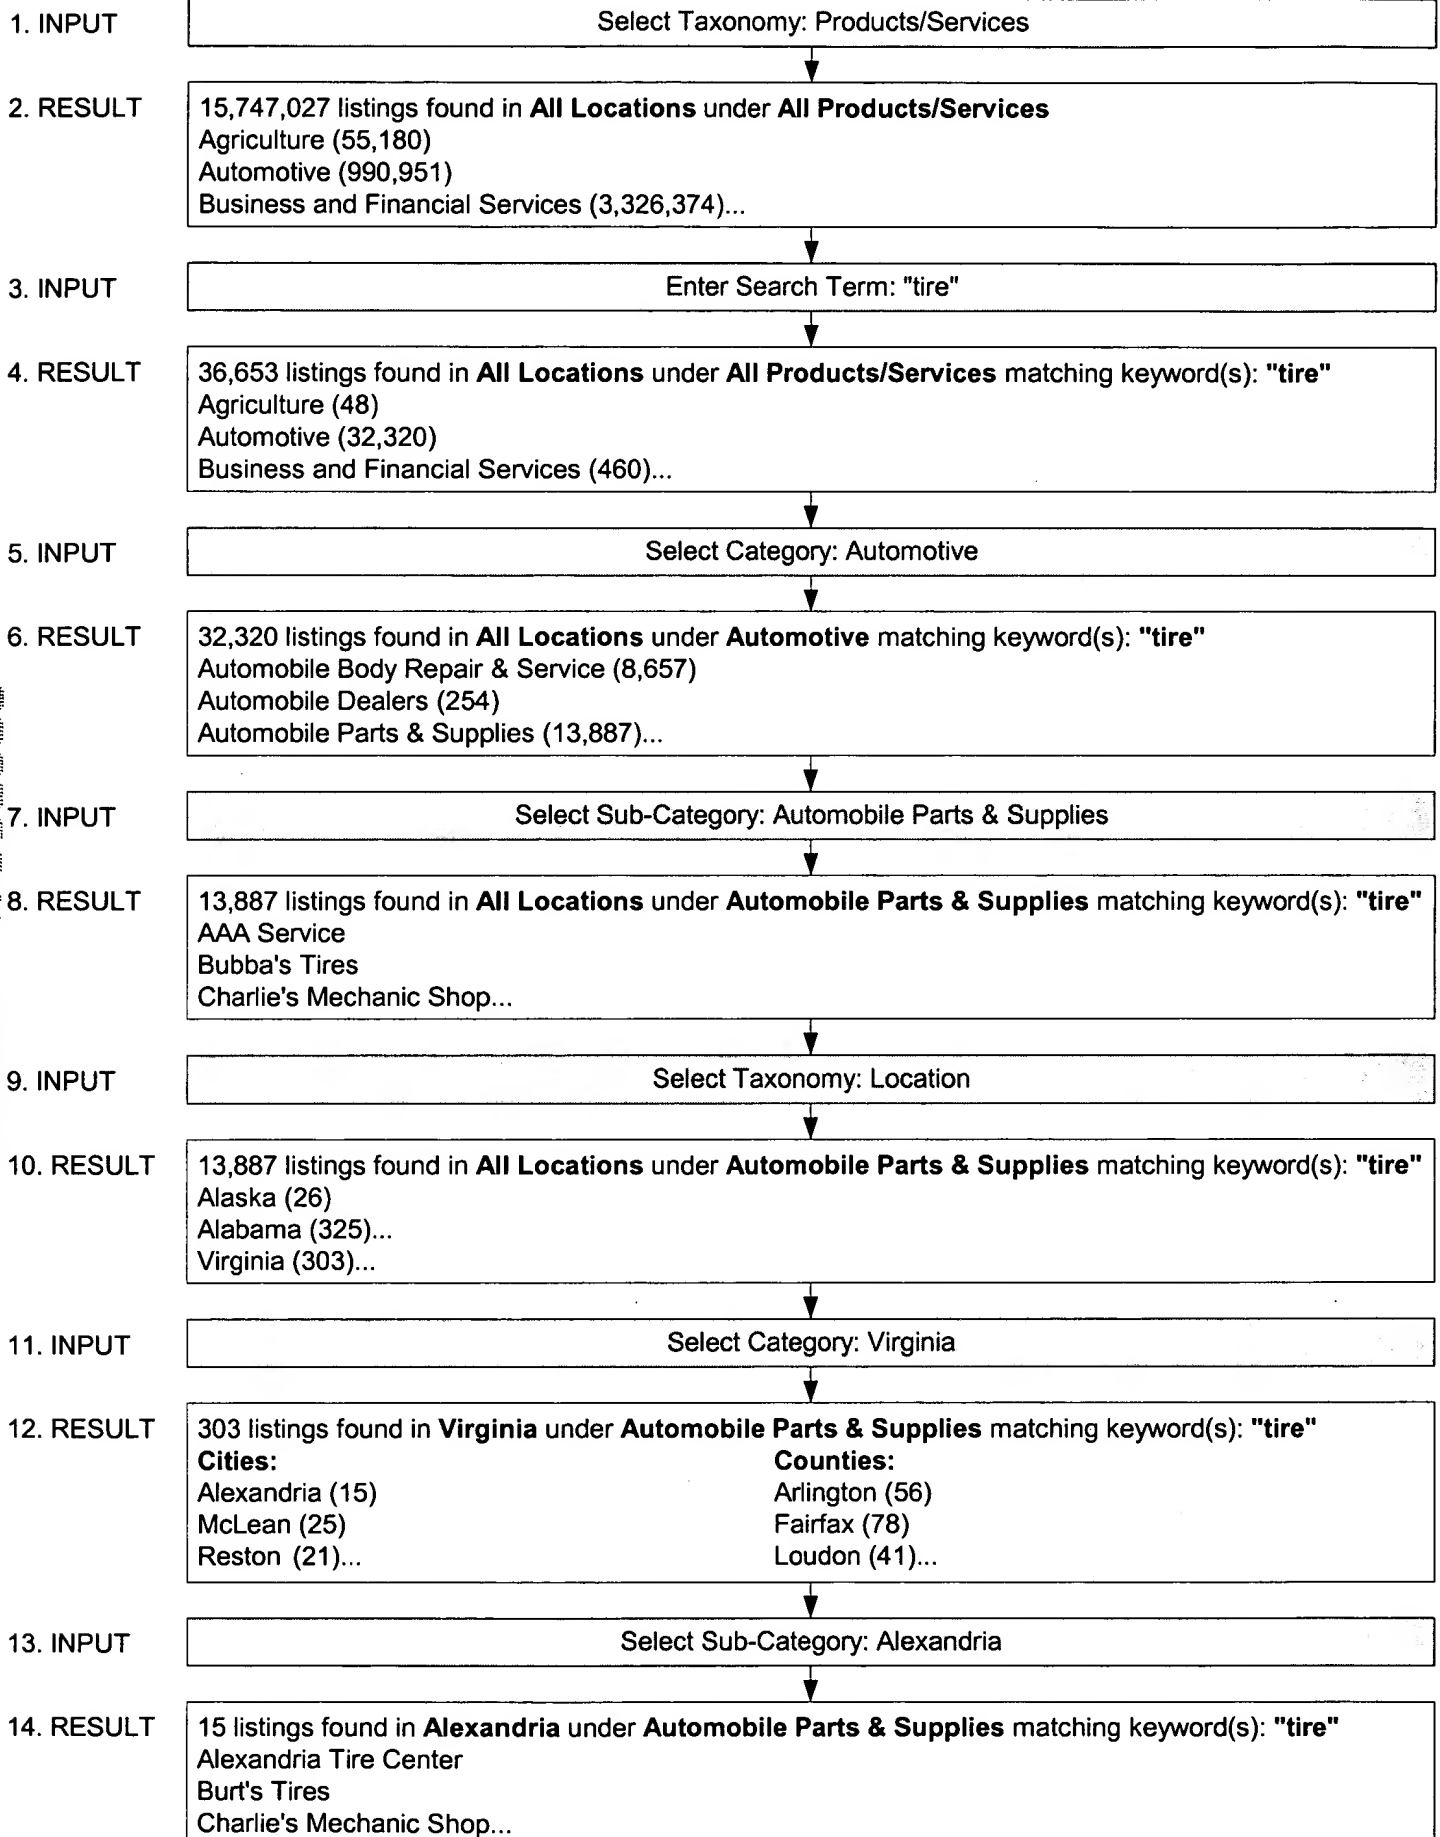 1. INPUT
Select Taxonomy: Products/Services
2. RESULT
15,747,027 listings found in All Locations under All Products/Services
Agriculture (55,180)
Automotive (990,951)
Business and Financial Services (3,326,374)...
3. INPUT
Enter Search Term: "tire"
4. RESULT
36,653 listings found in All Locations under All Products/Services matching keyword(s): "tire"
Agriculture (48)
Automotive (32,320)
Business and Financial Services (460)...
5. INPUT
Select Category: Automotive
6. RESULT
32,320 listings found in All Locations under Automotive matching keyword(s): "tire"
Automobile Body Repair & Service (8,657)
Automobile Dealers (254)
Automobile Parts & Supplies (13,887)...
7. INPUT
Select Sub-Category: Automobile Parts & Supplies
8. RESULT
13,887 listings found in All Locations under Automobile Parts & Supplies matching keyword(s): "tire"
AAA Service
Bubba's Tires
Charlie's Mechanic Shop...
9. INPUT
Select Taxonomy: Location
10. RESULT
13,887 listings found in All Locations under Automobile Parts & Supplies matching keyword(s): "tire"
Alaska (26)
Alabama (325)...
Virginia (303)...
11. INPUT
Select Category: Virginia
12. RESULT
303 listings found in Virginia under Automobile Parts & Supplies matching keyword(s): "tire"
Cities:
Alexandria (15)
McLean (25)
Reston (21)...
Counties:
Arlington (56)
Fairfax (78)
Loudon (41)...
13. INPUT
Select Sub-Category: Alexandria
14. RESULT
15 listings found in Alexandria under Automobile Parts & Supplies matching keyword(s): "tire"
Alexandria Tire Center
Burt's Tires
Charlie's Mechanic Shop...